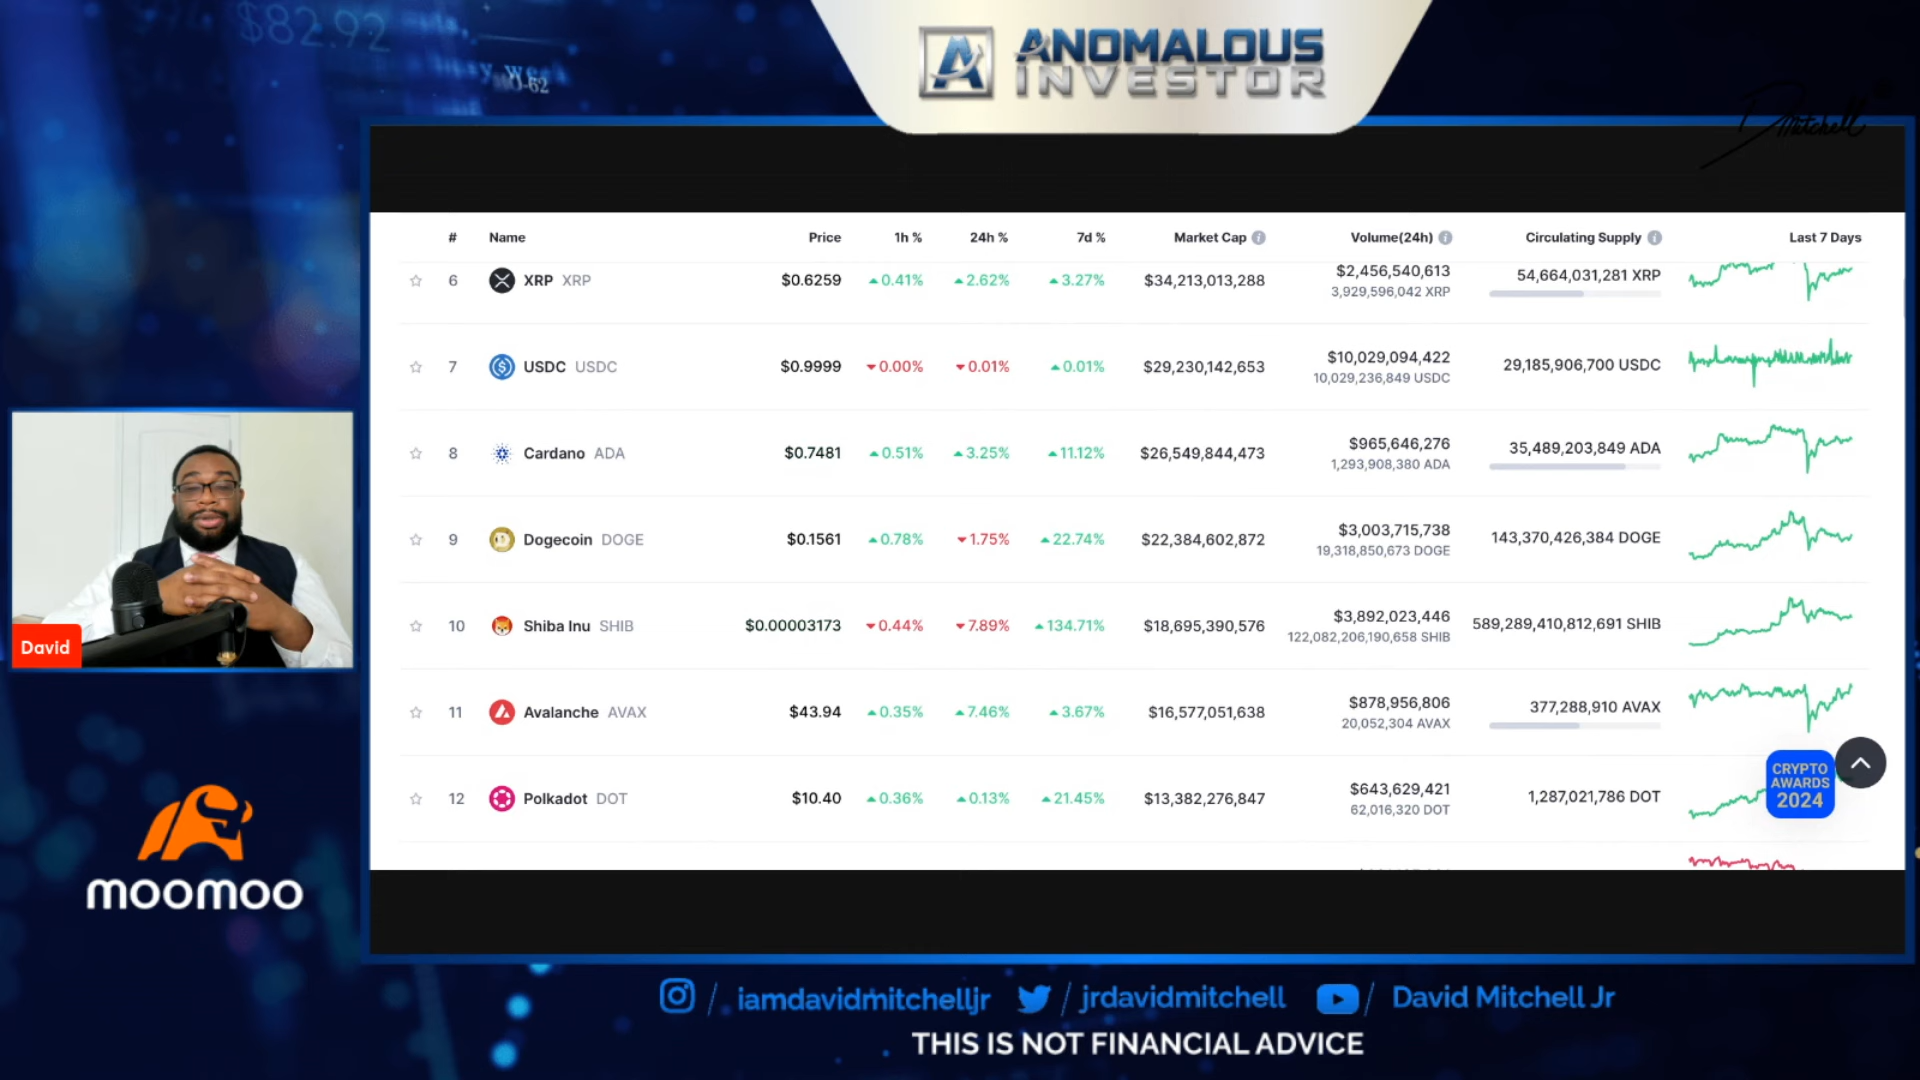 $82.92
ANOMALOUS
INVESTOR
D Mitchell
# Name Price 1h % 24h % 7d % Market Cap Volume(24h) Circulating Supply Last 7 Days
6 XRP XRP $0.6259 0.41% 2.62% 3.27% $34,213,013,288 $2,456,540,613 54,664,031,281 XRP
3,929,596,042 XRP
7 USDC USDC $0.9999 0.00% 0.01% 0.01% $29,230,142,653 $10,029,094,422 29,185,906,700 USDC
10,029,236,849 USDC
8 Cardano ADA $0.7481 0.51% 3.25% 11.12% $26,549,844,473 $965,646,276 35,489,203,849 ADA
1,293,908,380 ADA
9 Dogecoin DOGE $0.1561 0.78% 1.75% 22.74% $22,384,602,872 $3,003,715,738 143,370,426,384 DOGE
19,318,850,673 DOGE
10 Shiba Inu SHIB $0.00003173 0.44% 7.89% 134.71% $18,695,390,576 $3,892,023,446 589,289,410,812,691 SHIB
122,082,206,190,658 SHIB
11 Avalanche AVAX $43.94 0.35% 7.46% 3.67% $16,577,051,638 $878,956,806 377,288,910 AVAX
20,052,304 AVAX
12 Polkadot DOT $10.40 0.36% 0.13% 21.45% $13,382,276,847 $643,629,421 1,287,021,786 DOT
62,016,320 DOT
CRYPTO
AWARDS
2024
David
moomoo
/ iamdavidmitchelljr / jrdavidmitchell / David Mitchell Jr
THIS IS NOT FINANCIAL ADVICE